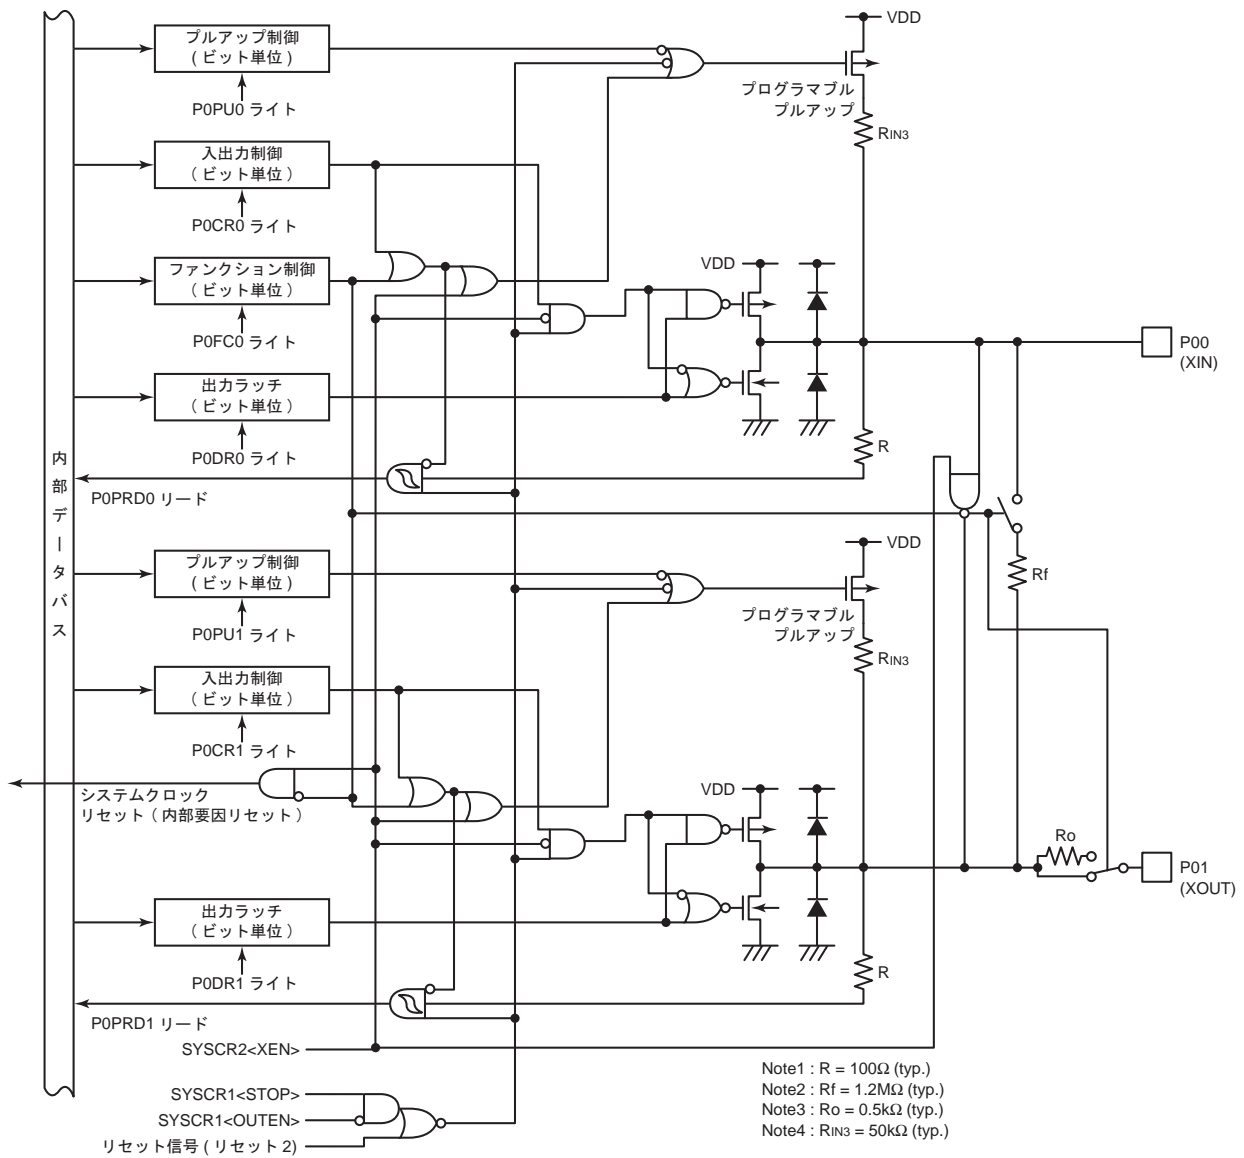 VDD
プルアップ制御
( ビット単位 )
P0PU0 ライト
プログラマブル
プルアップ
RIN3
入出力制御
( ビット単位 )
P0CR0 ライト
ファンクション制御
( ビット単位 )
P0FC0 ライト
VDD
P00
(XIN)
出力ラッチ
( ビット単位 )
P0DR0 ライト
R
内部データバス
P0PRD0 リード
VDD
プルアップ制御
( ビット単位 )
P0PU1 ライト
プログラマブル
プルアップ
Rf
RIN3
入出力制御
( ビット単位 )
P0CR1 ライト
システムクロック
リセット ( 内部要因リセット )
VDD
Ro
P01
(XOUT)
出力ラッチ
( ビット単位 )
P0DR1 ライト
R
P0PRD1 リード
SYSCR2<XEN>
SYSCR1<STOP>
SYSCR1<OUTEN>
リセット信号 ( リセット 2)
Note1 : R = 100Ω (typ.)
Note2 : Rf = 1.2MΩ (typ.)
Note3 : Ro = 0.5kΩ (typ.)
Note4 : RIN3 = 50kΩ (typ.)